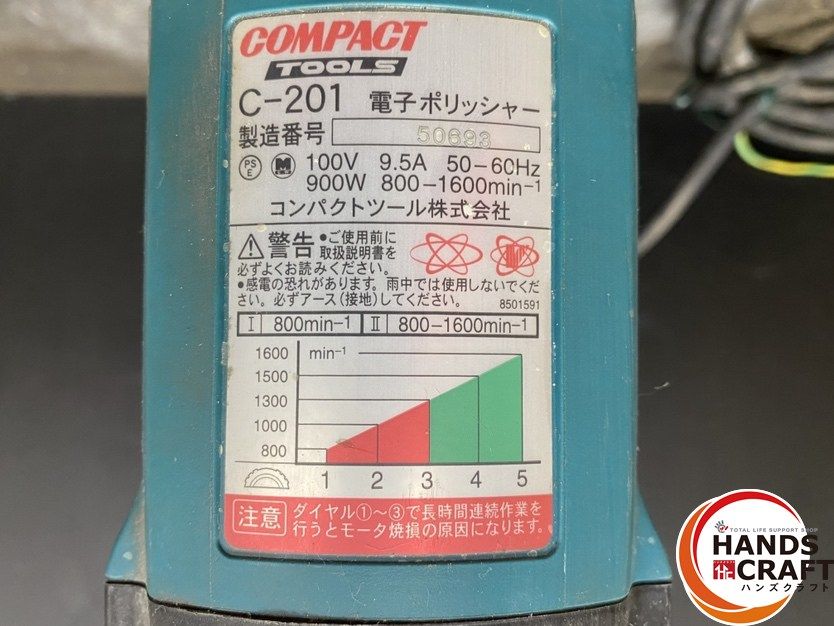 COMPACT
TOOLS
C-201 電子ポリッシャー
製造番号 50693
PS
E
100V 9.5A 50-60Hz
900W 800-1600min-1
コンパクトツール株式会社
警告 •ご使用前に
取扱説明書を
必ずよくお読みください。
•感電の恐れがあります。雨中では使用しないでくだ
さい。必ずアース(接地)してください。 8501591
I 800min-1 II 800-1600min-1
1600 min-1
1500
1300
1000
800
1 2 3 4 5
注意 ダイヤル①~③で長時間連続作業を
行うとモータ焼損の原因になります。
TOTAL LIFE SUPPORT SHOP
HANDS
CRAFT
ハンズクラフト